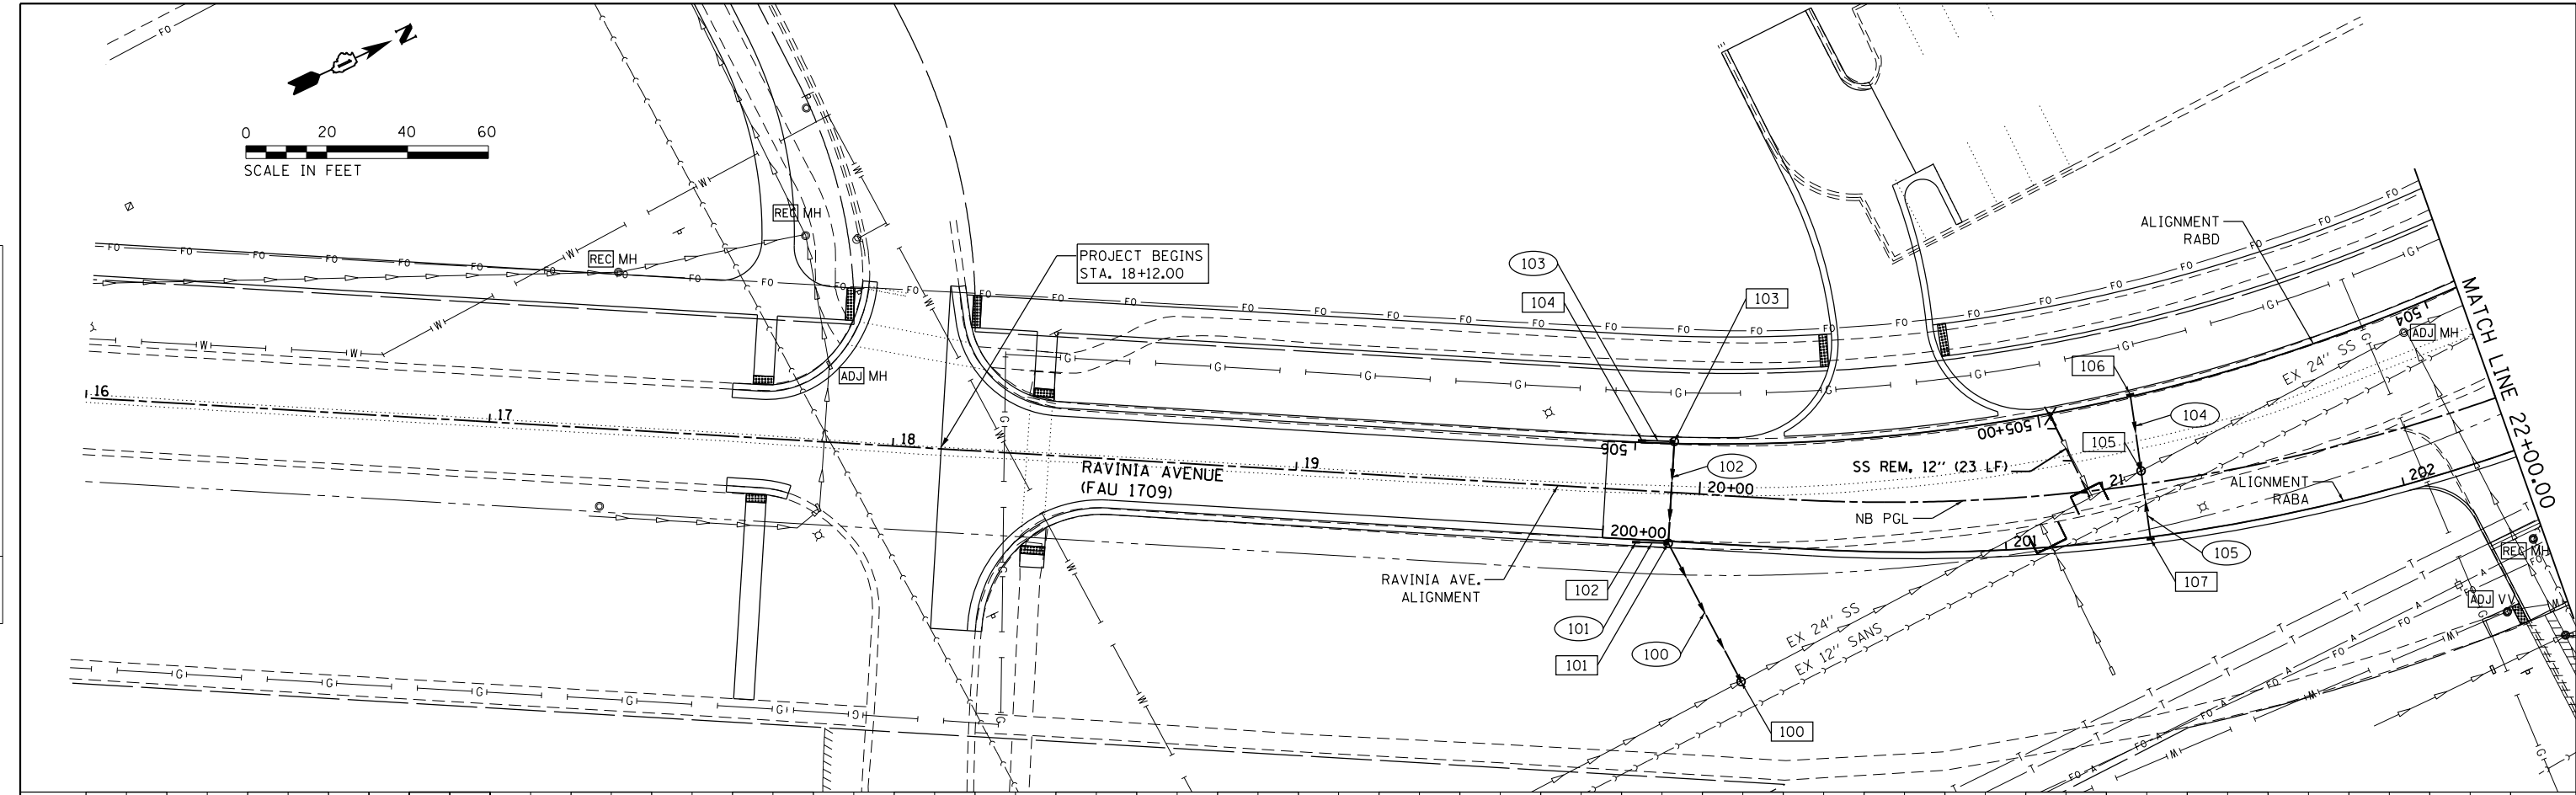 N
0 20 40 60
SCALE IN FEET
FO
REC MH
REC MH
PROJECT BEGINS
STA. 18+12.00
103
104
103
ALIGNMENT
RABD
MATCH LINE 22+00.00
504
ADJ MH
EX 24" SS
106
104
105
505+00
506
16
17
18
19
20+00
21
ADJ MH
RAVINIA AVENUE
(FAU 1709)
102
SS REM, 12" (23 LF)
NB PGL
202
ALIGNMENT
RABA
200+00
201
RAVINIA AVE.
ALIGNMENT
102
101
101
100
100
105
107
EX 24" SS
EX 12" SANS
REC MH
ADJ VV
W
G
T
A
FO-A